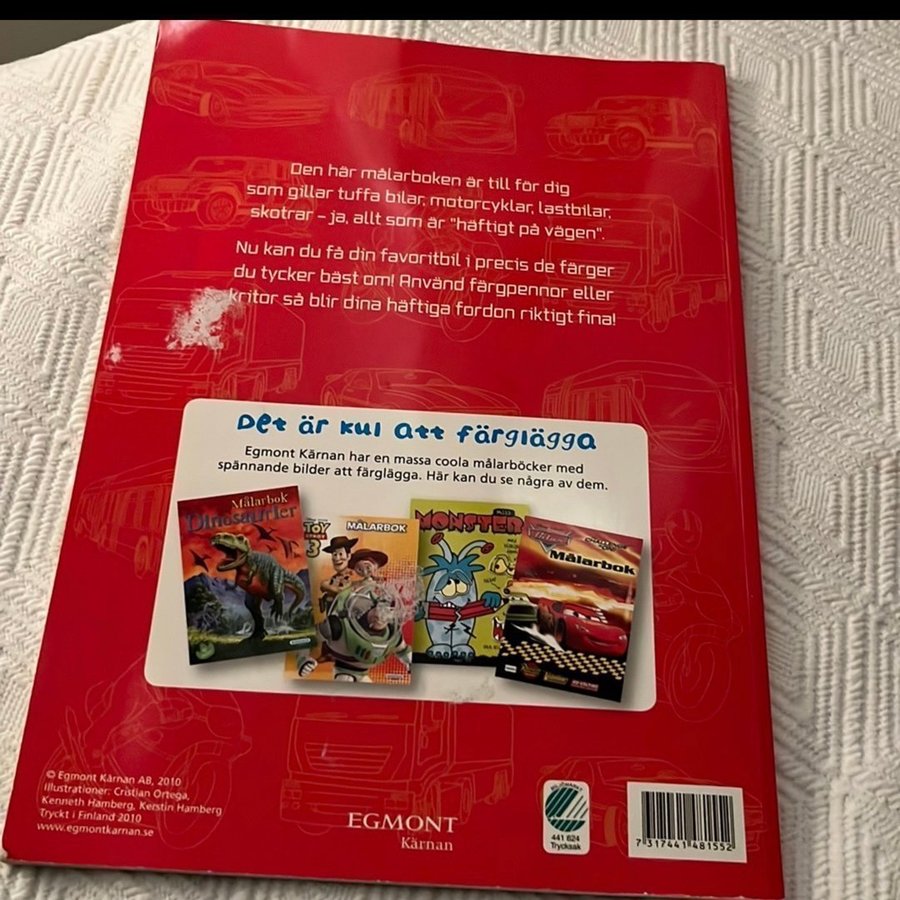 Den här målarboken är till för dig
som gillar tuffa bilar, motorcyklar, lastbilar,
skotrar – ja, allt som är "häftigt på vägen".
Nu kan du få din favoritbil i precis de färger
du tycker bäst om! Använd färgpennor eller
kritor så blir dina häftiga fordon riktigt fina!
Det är kul att färglägga
Egmont Kärnan har en massa coola målarböcker med
spännande bilder att färglägga. Här kan du se några av dem.
Målarbok
Dinosaurier
TOY
3
MÅLARBOK
MONSTER
Målarbok
© Egmont Kärnan AB, 2010
Illustrationer: Cristian Ortega,
Kenneth Hamberg, Kerstin Hamberg
Tryckt i Finland 2010
www.egmontkarnan.se
EGMONT
Kärnan
441 624
Trycksak
7 317441 481552